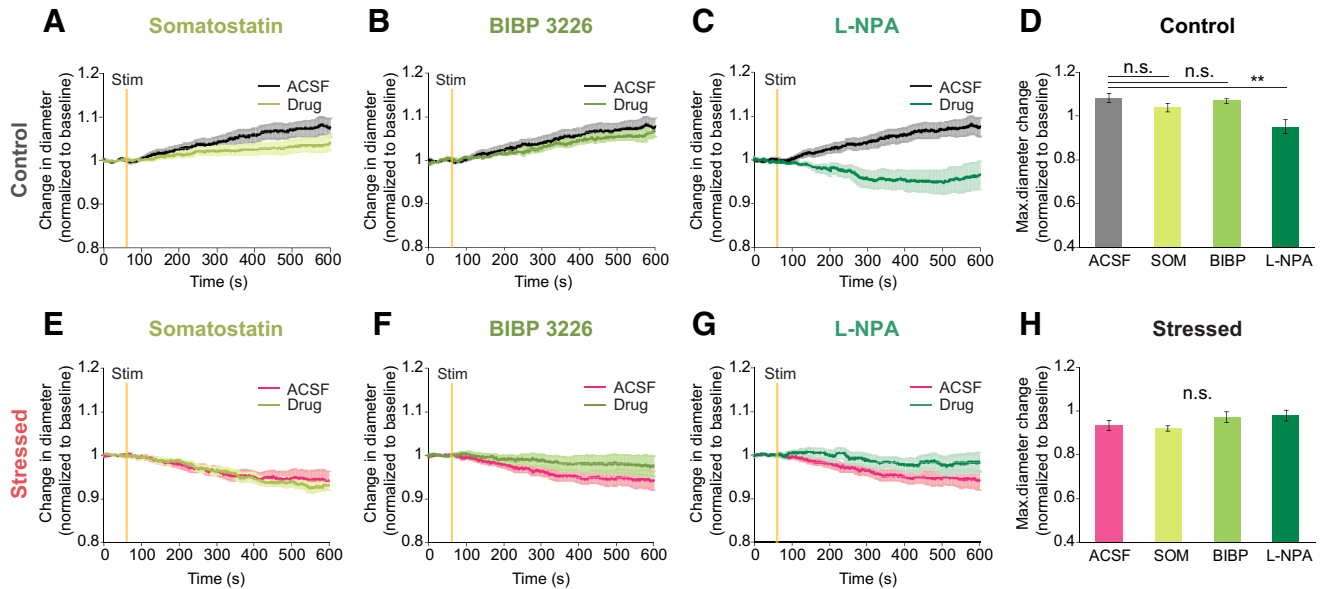 A Somatostatin
Control
Change in diameter
(normalized to baseline)
1.2
1.1
1
0.9
0.8
Stim
ACSF
Drug
0 100 200 300 400 500 600
Time (s)
B BIBP 3226
Change in diameter
(normalized to baseline)
1.2
1.1
1
0.9
0.8
Stim
ACSF
Drug
0 100 200 300 400 500 600
Time (s)
C L-NPA
Change in diameter
(normalized to baseline)
1.2
1.1
1
0.9
0.8
Stim
ACSF
Drug
0 100 200 300 400 500 600
Time (s)
D Control
Max.diameter change
(normalized to baseline)
1.2
1
0.8
0.6
0.4
n.s. n.s. **
ACSF SOM BIBP L-NPA
E Somatostatin
Stressed
Change in diameter
(normalized to baseline)
1.2
1.1
1
0.9
0.8
Stim
ACSF
Drug
0 100 200 300 400 500 600
Time (s)
F BIBP 3226
Change in diameter
(normalized to baseline)
1.2
1.1
1
0.9
0.8
Stim
ACSF
Drug
0 100 200 300 400 500 600
Time (s)
G L-NPA
Change in diameter
(normalized to baseline)
1.2
1.1
1
0.9
0.8
Stim
ACSF
Drug
0 100 200 300 400 500 600
Time (s)
H Stressed
Max.diameter change
(normalized to baseline)
1.2
1
0.8
0.6
0.4
n.s.
ACSF SOM BIBP L-NPA